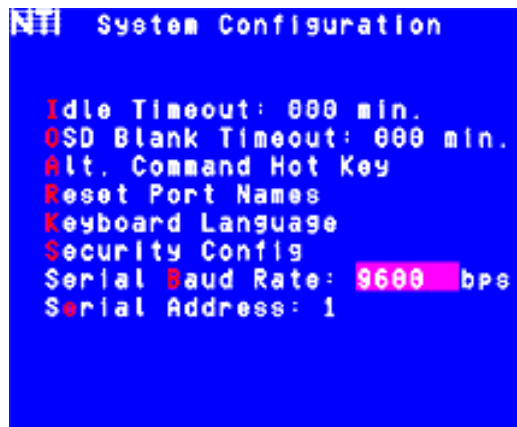 NTI System Configuration
Idle Timeout: 000 min.
OSD Blank Timeout: 000 min.
Alt. Command Hot Key
Reset Port Names
Keyboard Language
Security Config
Serial Baud Rate: 9600 bps
Serial Address: 1